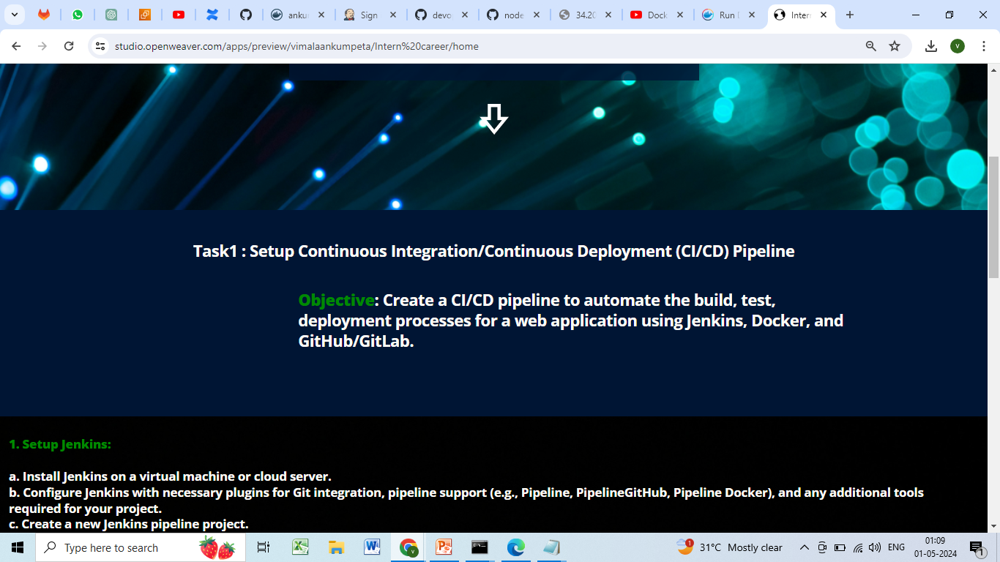 anku
Sign
devo
node
34.20
Dock
Run D
Inter
studio.openweaver.com/apps/preview/vimalaankumpeta/Intern%20career/home
V
Task1 : Setup Continuous Integration/Continuous Deployment (CI/CD) Pipeline
Objective: Create a CI/CD pipeline to automate the build, test,
deployment processes for a web application using Jenkins, Docker, and
GitHub/GitLab.
1. Setup Jenkins:
a. Install Jenkins on a virtual machine or cloud server.
b. Configure Jenkins with necessary plugins for Git integration, pipeline support (e.g., Pipeline, PipelineGitHub, Pipeline Docker), and any additional tools
required for your project.
c. Create a new Jenkins pipeline project.
Type here to search
1
31°C Mostly clear
ENG
01:09
01-05-2024
1